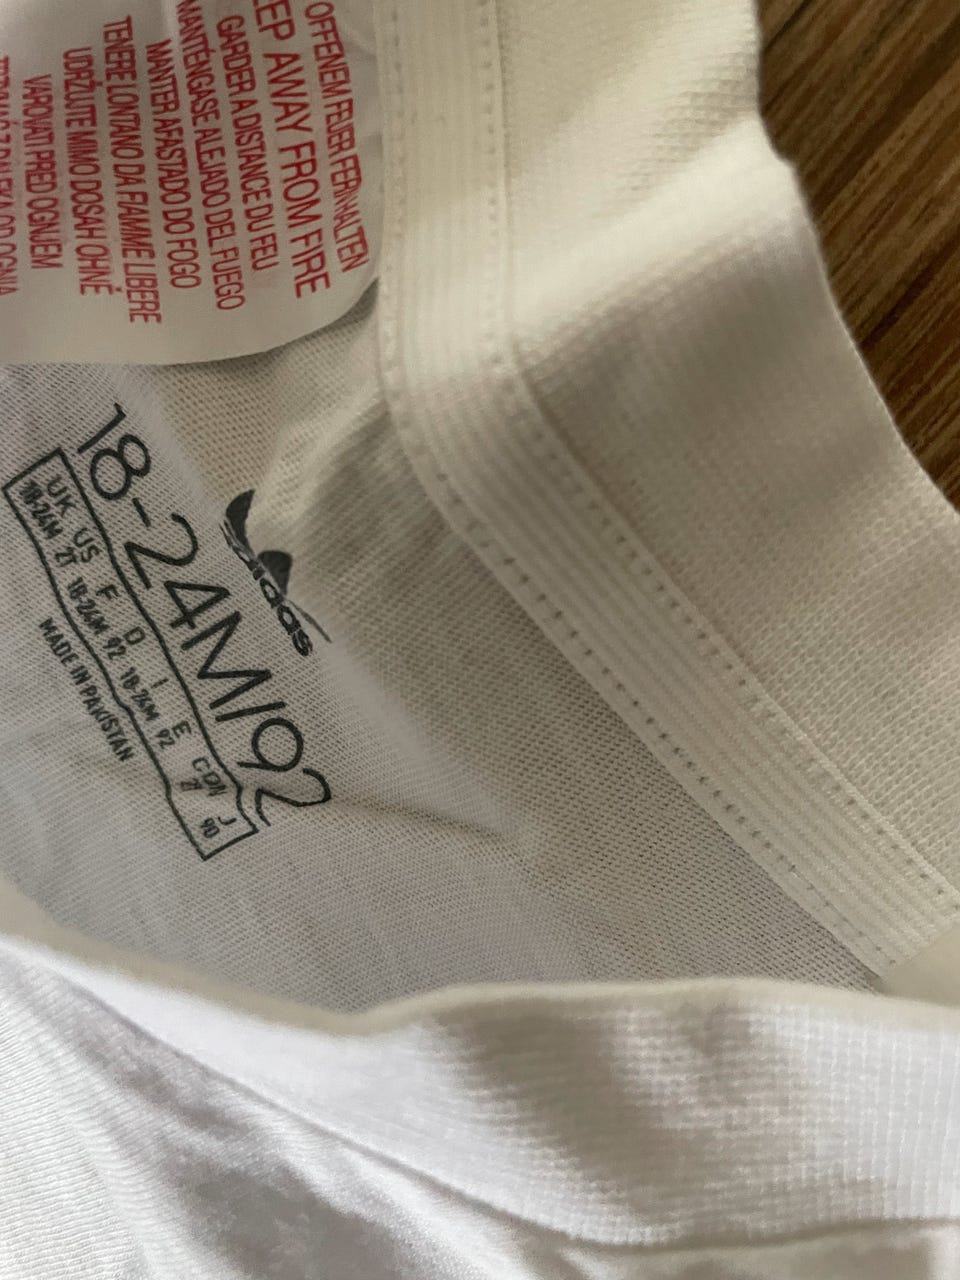 OFFENEM FEUER FERNHALTEN
EEP AWAY FROM FIRE
GARDER A DISTANCE DU FEU
MANTÉNGASE ALEJADO DEL FUEGO
MANTER AFASTADO DO FOGO
TENERE LONTANO DA FIAMME LIBERE
UDRŽUJTE MIMO DOSAH OHNĚ
VAROVAT PRED OGNJEM
adidas
18-24M/92
UK US F D I E CDN J
18-24M 2T 18-24M 92 18-24M 92 2T 90
MADE IN PAKISTAN